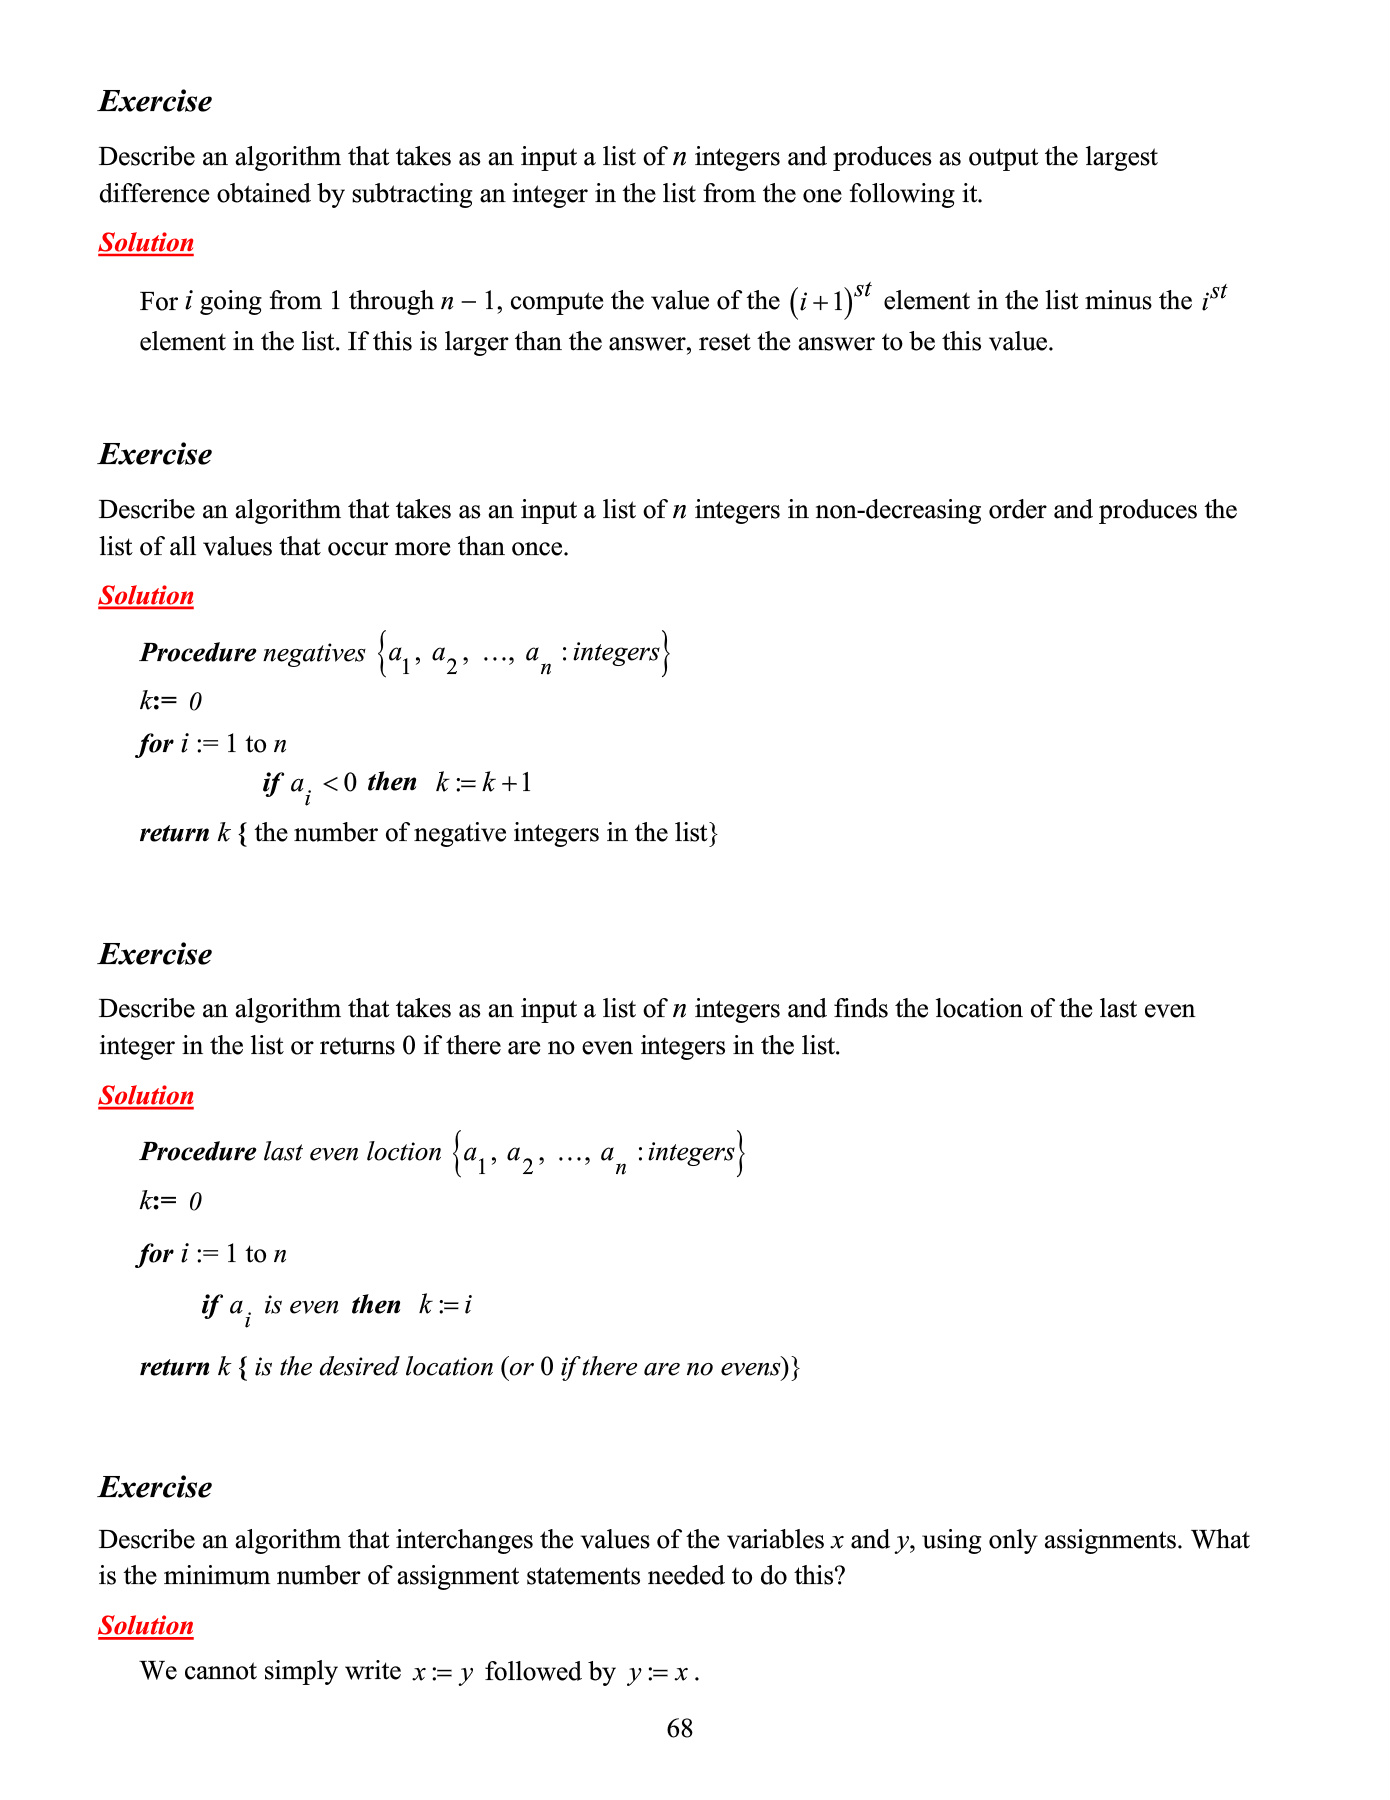 Exercise
Describe an algorithm that takes as an input a list of n integers and produces as output the largest
difference obtained by subtracting an integer in the list from the one following it.
Solution
For i going from 1 through n – 1, compute the value of the (i+1)^st element in the list minus the i^st
element in the list. If this is larger than the answer, reset the answer to be this value.
Exercise
Describe an algorithm that takes as an input a list of n integers in non-decreasing order and produces the
list of all values that occur more than once.
Solution
Procedure negatives {a_1, a_2, …, a_n : integers}
k:= 0
for i := 1 to n
if a_i < 0 then k := k + 1
return k { the number of negative integers in the list}
Exercise
Describe an algorithm that takes as an input a list of n integers and finds the location of the last even
integer in the list or returns 0 if there are no even integers in the list.
Solution
Procedure last even loction {a_1, a_2, …, a_n : integers}
k:= 0
for i := 1 to n
if a_i is even then k := i
return k { is the desired location (or 0 if there are no evens)}
Exercise
Describe an algorithm that interchanges the values of the variables x and y, using only assignments. What
is the minimum number of assignment statements needed to do this?
Solution
We cannot simply write x := y followed by y := x .
68